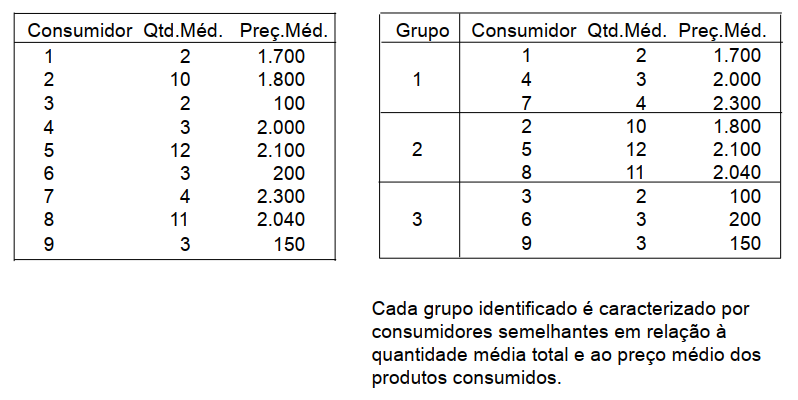 Consumidor Qtd.Méd. Preç.Méd.
1 2 1.700
2 10 1.800
3 2 100
4 3 2.000
5 12 2.100
6 3 200
7 4 2.300
8 11 2.040
9 3 150
Grupo Consumidor Qtd.Méd. Preç.Méd.
1 2 1.700
1 4 3 2.000
7 4 2.300
2 10 1.800
2 5 12 2.100
8 11 2.040
3 2 100
3 6 3 200
9 3 150
Cada grupo identificado é caracterizado por
consumidores semelhantes em relação à
quantidade média total e ao preço médio dos
produtos consumidos.